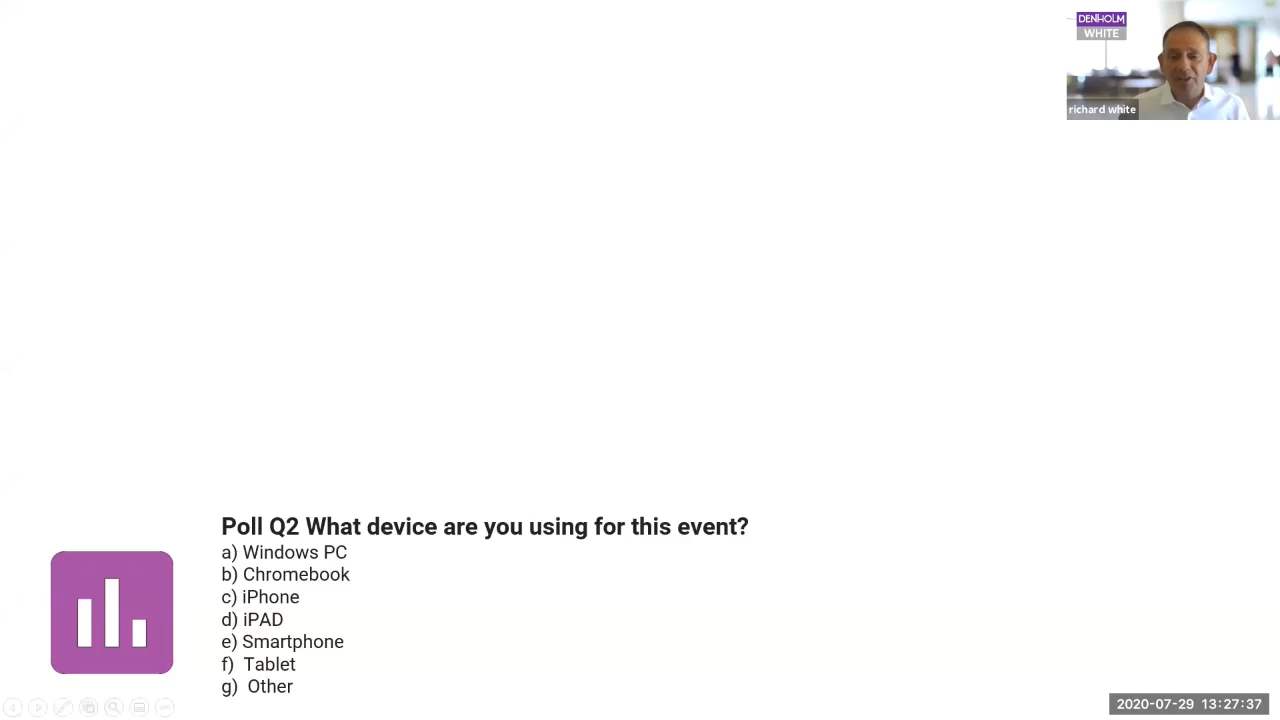 DENHOLM
WHITE
richard white
Poll Q2 What device are you using for this event?
a) Windows PC
b) Chromebook
c) iPhone
d) iPAD
e) Smartphone
f) Tablet
g) Other
2020-07-29 13:27:37